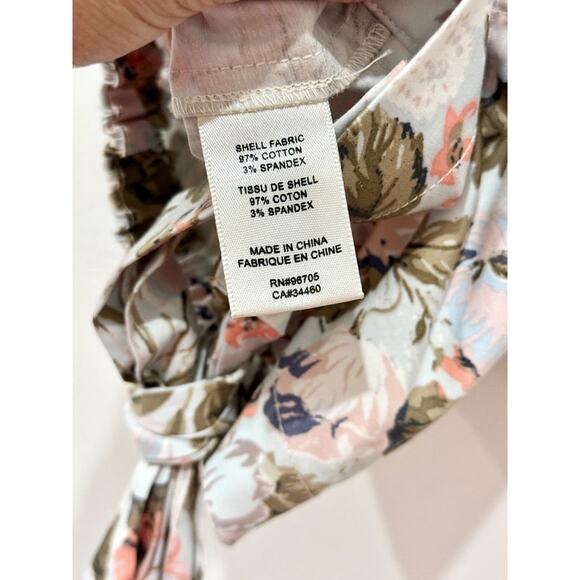 SHELL FABRIC
97% COTTON
3% SPANDEX
TISSU DE SHELL
97% COTON
3% SPANDEX
MADE IN CHINA
FABRIQUE EN CHINE
RN#96705
CA#34460